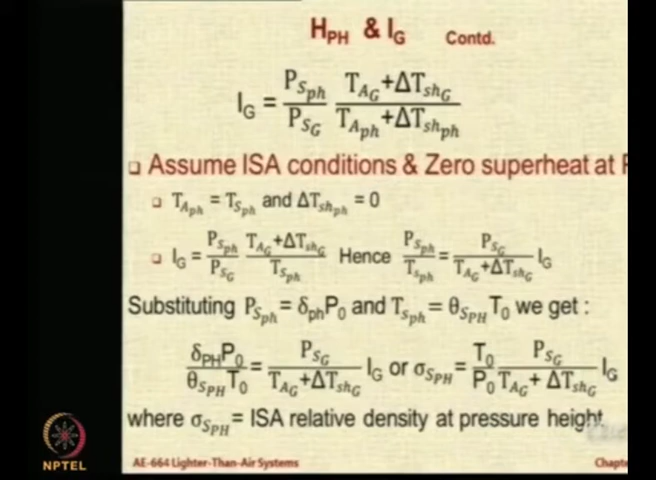 H_PH & I_G Contd.
I_G = P_Sph / P_SG T_AG+ΔT_shG / T_Aph+ΔT_shph
Assume ISA conditions & Zero superheat at
T_Aph = T_Sph and ΔT_shph = 0
I_G = P_Sph / P_SG T_AG+ΔT_shG / T_Sph Hence P_Sph / T_Sph = P_SG / T_AG+ΔT_shG I_G
Substituting P_Sph = δ_ph P_0 and T_Sph = θ_SPH T_0 we get :
δ_PH P_0 / θ_SPH T_0 = P_SG / T_AG+ΔT_shG I_G or σ_SPH = T_0 / P_0 P_SG / T_AG+ ΔT_shG I_G
where σ_SPH = ISA relative density at pressure height
NPTEL
AE-664 Lighter-Than-Air Systems